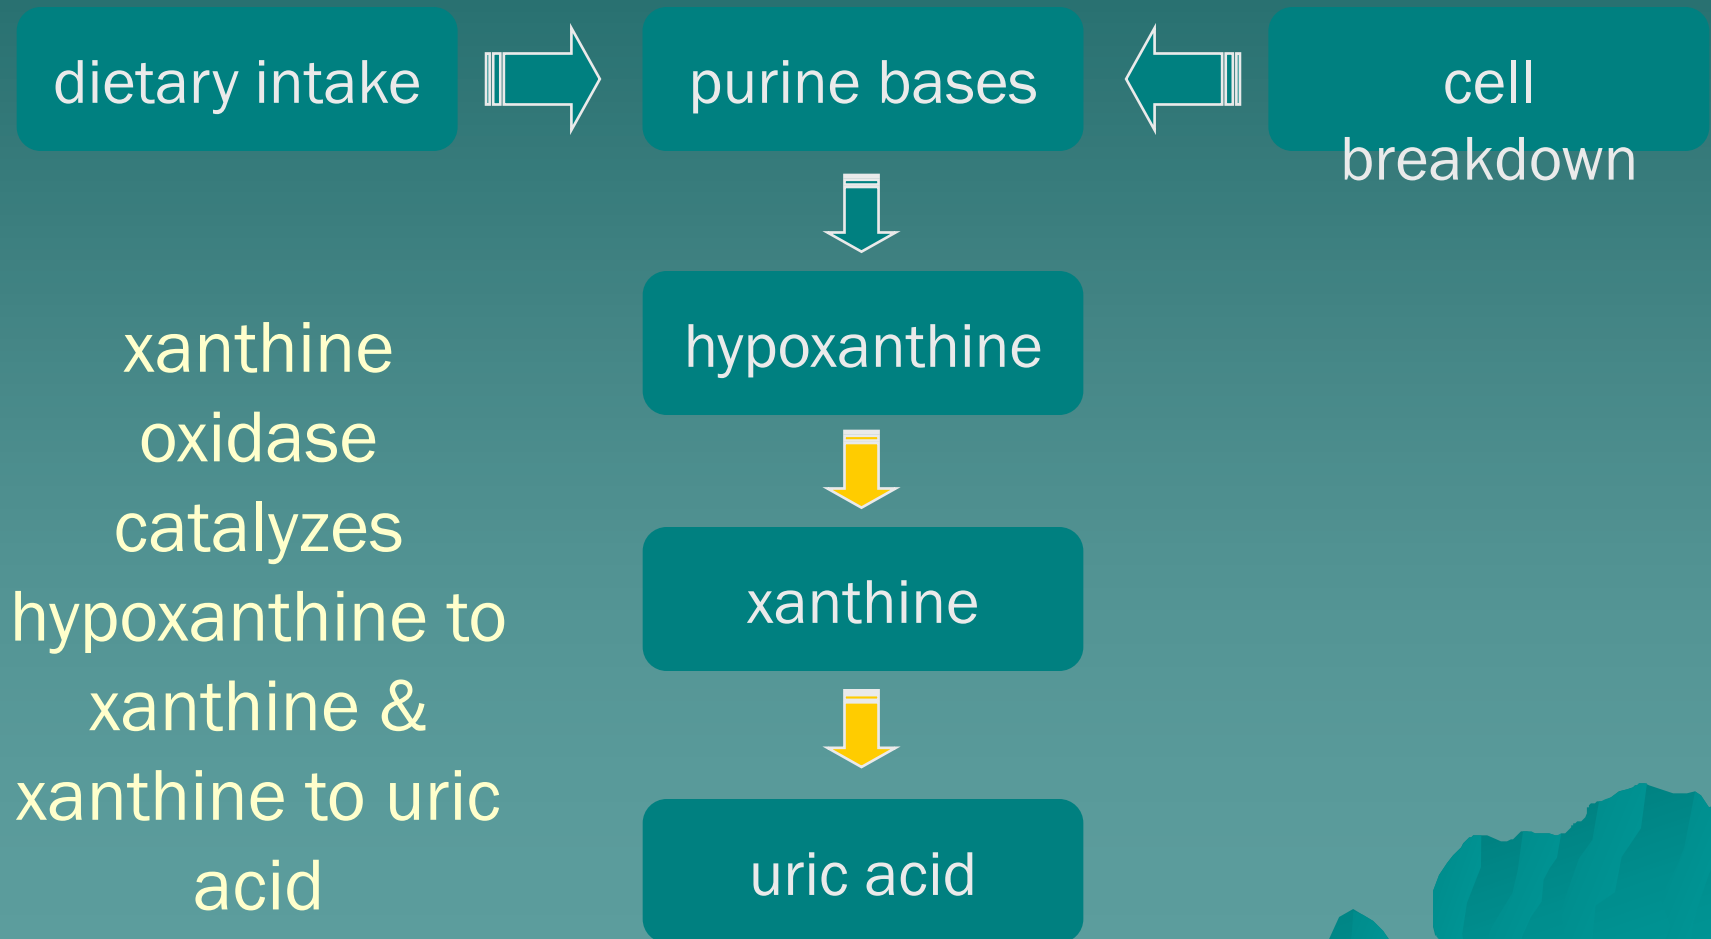 dietary intake
purine bases
cell
breakdown
hypoxanthine
xanthine
oxidase
catalyzes
hypoxanthine to
xanthine &
xanthine to uric
acid
xanthine
uric acid